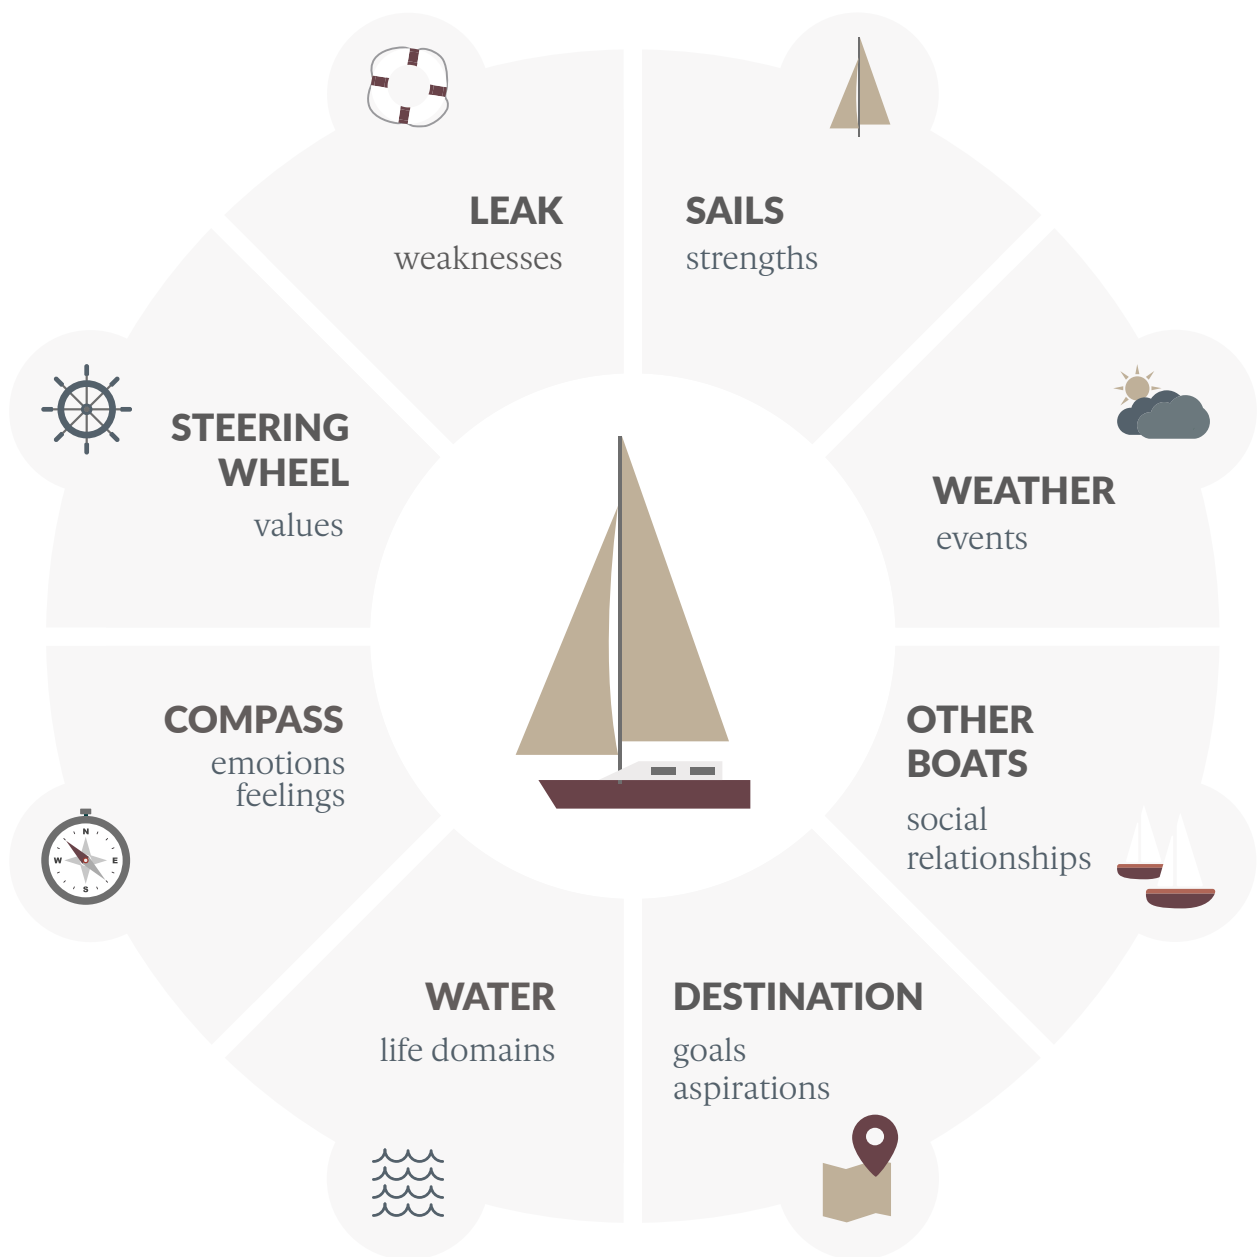 LEAK
weaknesses
SAILS
strengths
STEERING
WHEEL
values
WEATHER
events
COMPASS
emotions
feelings
N
W
E
S
OTHER
BOATS
social
relationships
WATER
life domains
DESTINATION
goals
aspirations